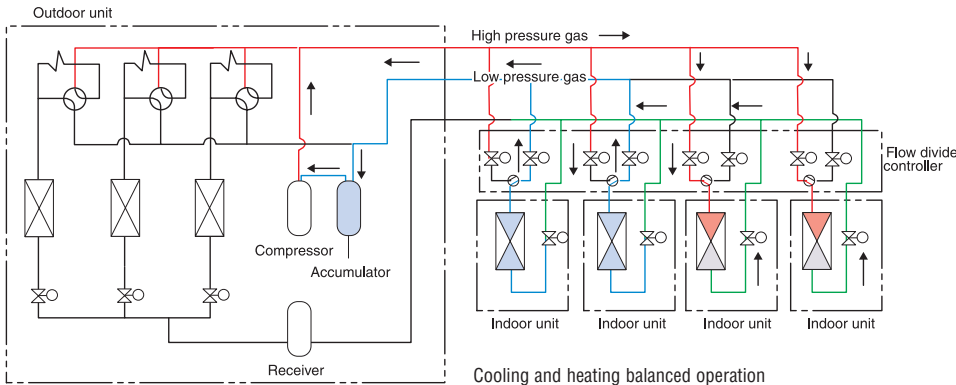 Outdoor unit
High pressure gas
Low pressure gas
Flow divide
controller
Compressor
Accumulator
Receiver
Indoor unit
Indoor unit
Indoor unit
Indoor unit
Cooling and heating balanced operation